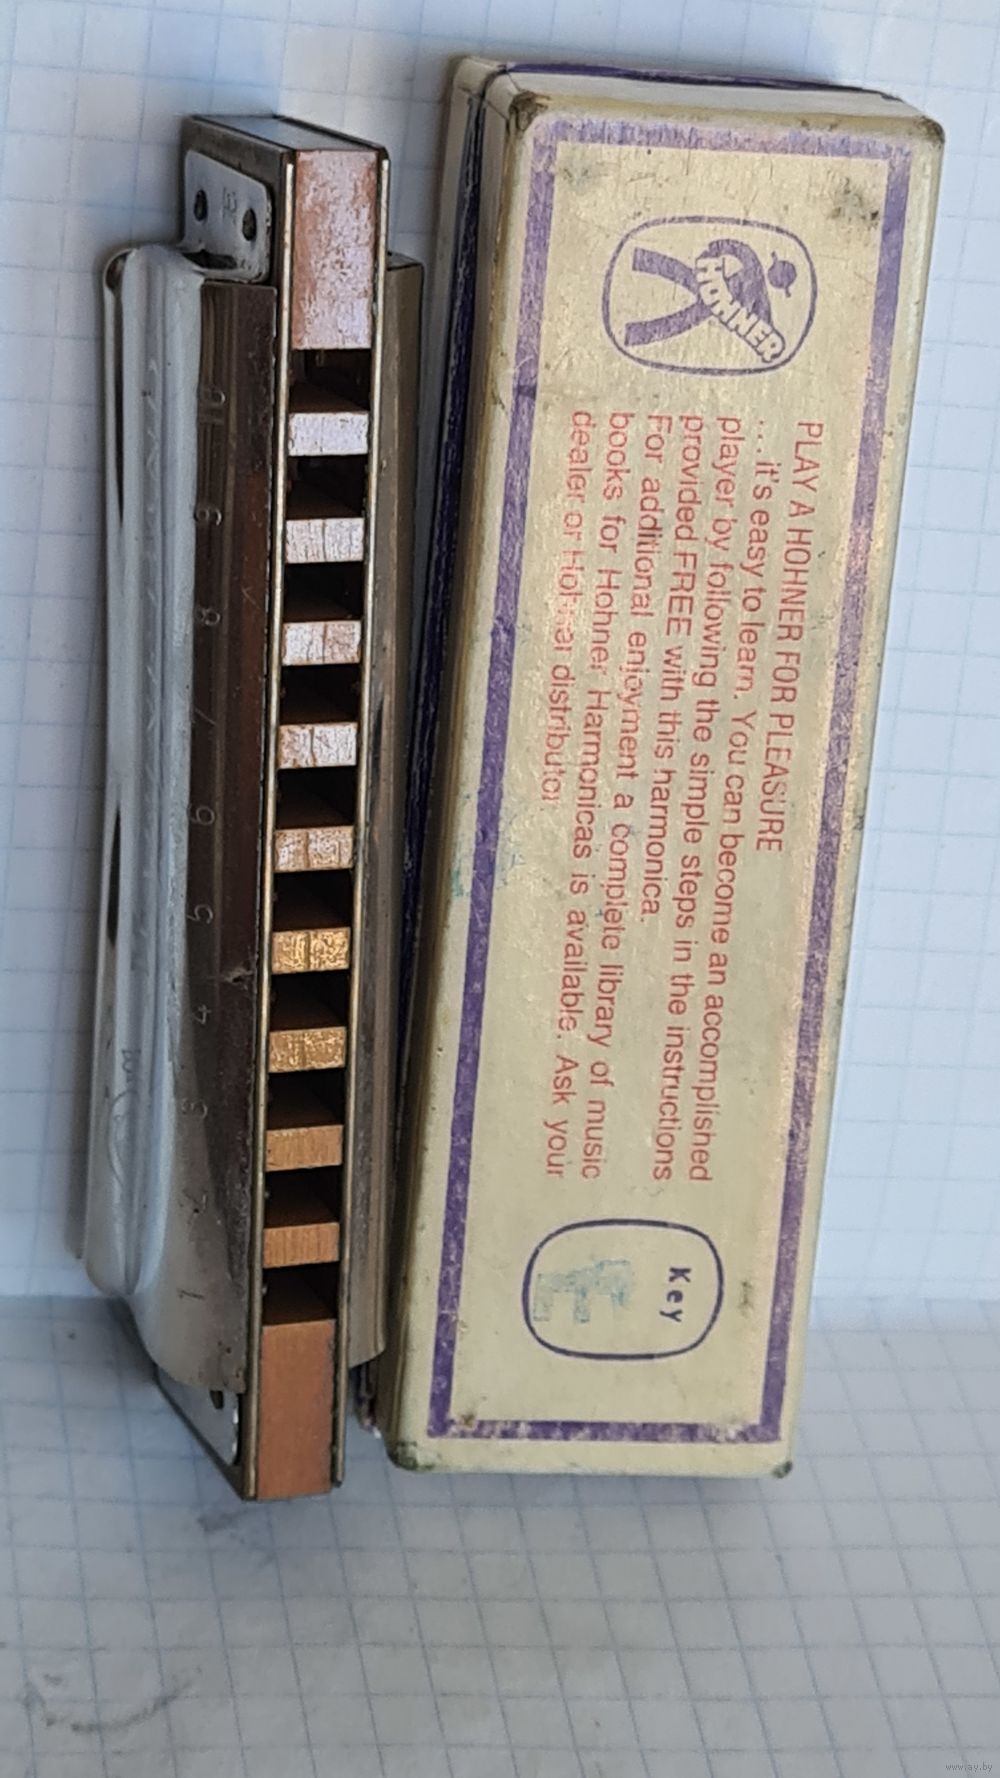 HOHNER
PLAY A HOHNER FOR PLEASURE
... it's easy to learn. You can become an accomplished
player by following the simple steps in the instructions
provided FREE with this harmonica.
For additional enjoyment a complete library of music
books for Hohner Harmonicas is available. Ask your
dealer or Hohner distributor.
Key
1
2
3
4
5
6
7
8
9
10
www.ay.by